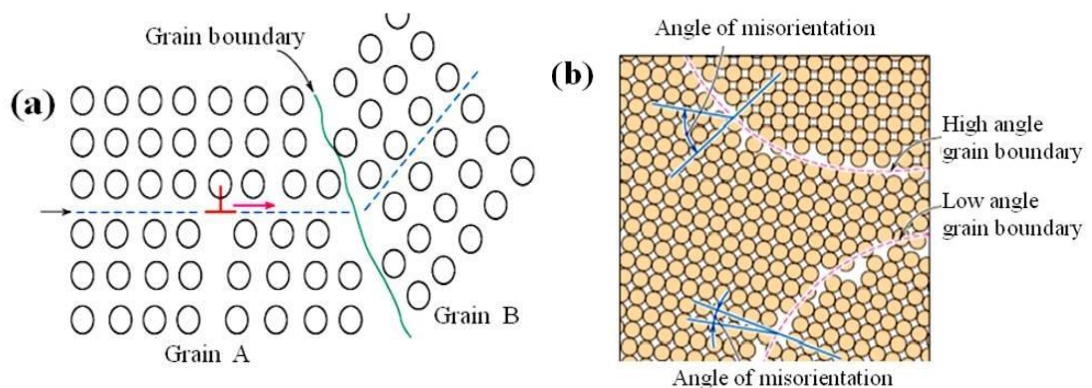 (a)
Grain boundary
Grain A
Grain B
(b)
Angle of misorientation
High angle
grain boundary
Low angle
grain boundary
Angle of misorientation